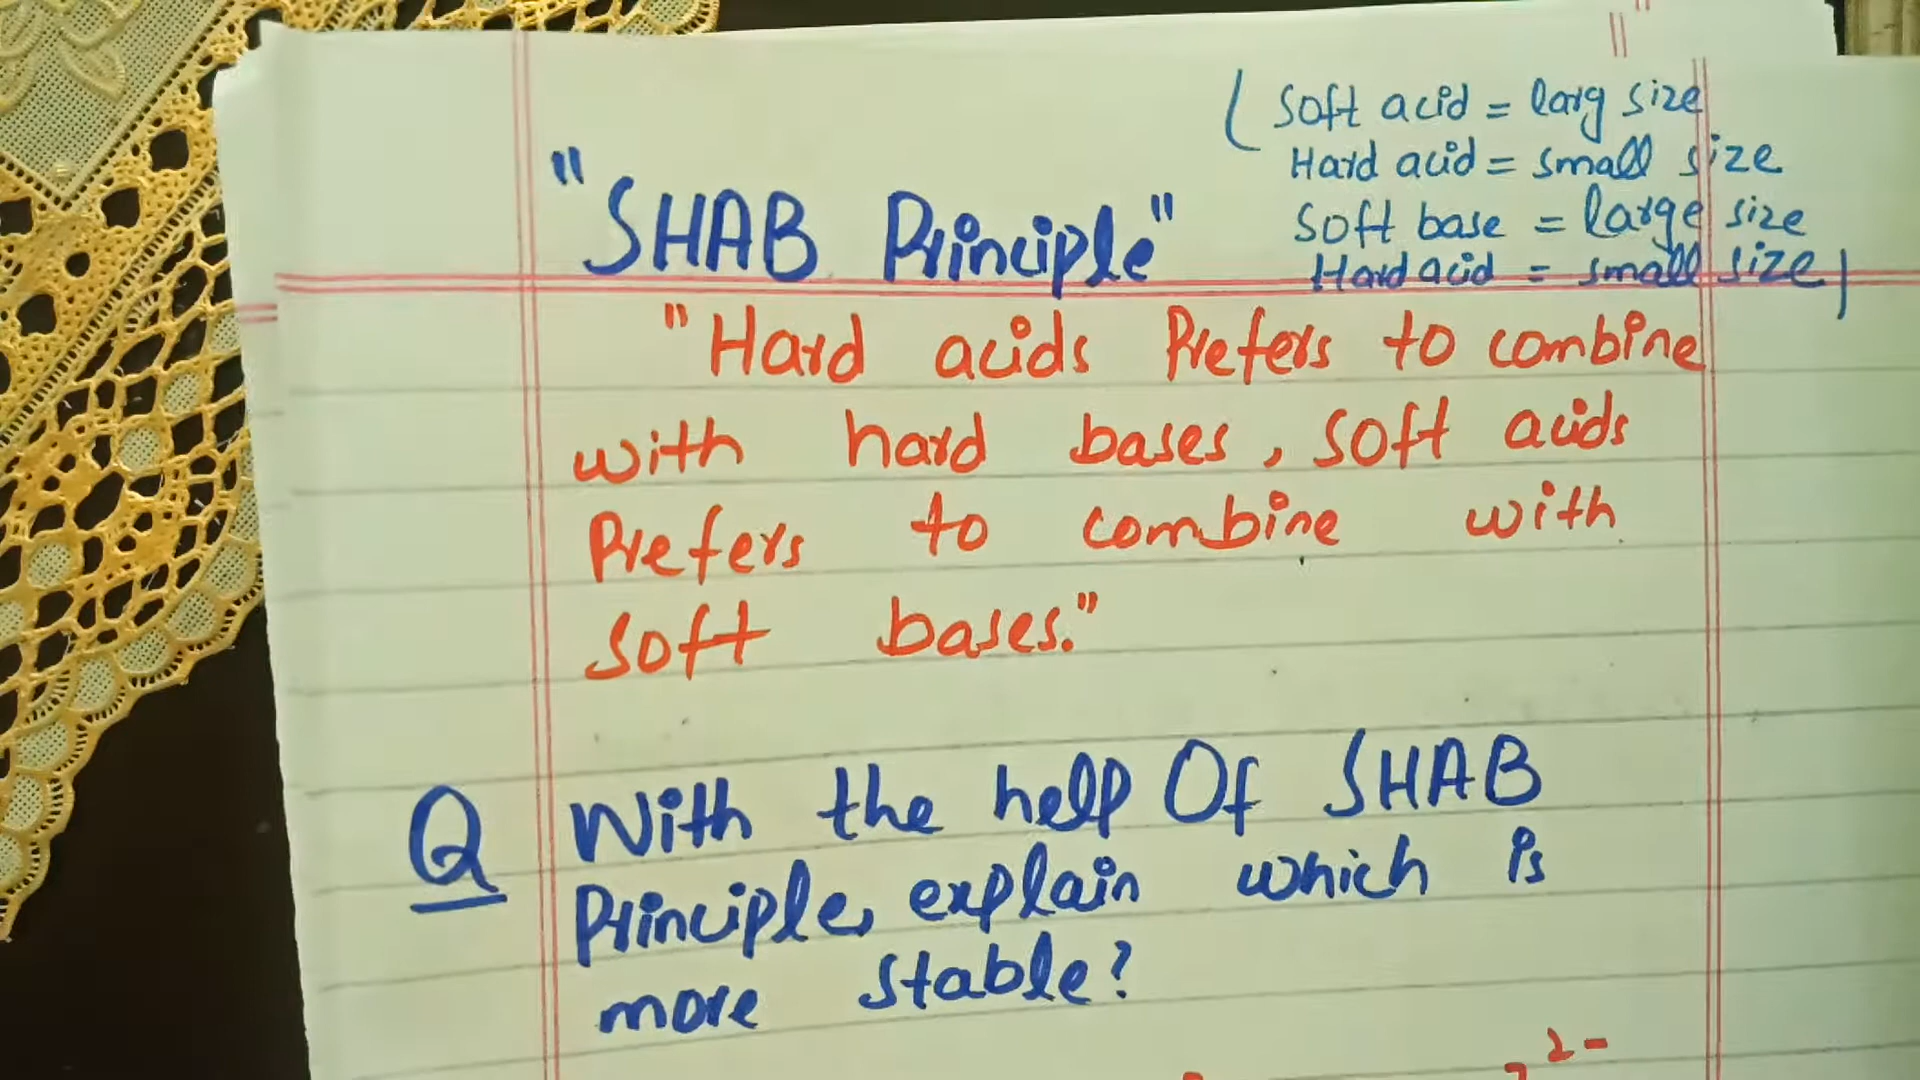 (Soft acid = larg size
Hard acid = small size
Soft base = large size
Hard acid = small size)
"SHAB Principle"
"Hard acids Prefers to combine
with hard bases, soft acids
Prefers to combine with
soft bases."
Q With the help Of SHAB
Principle, explain which is
more stable?
2-